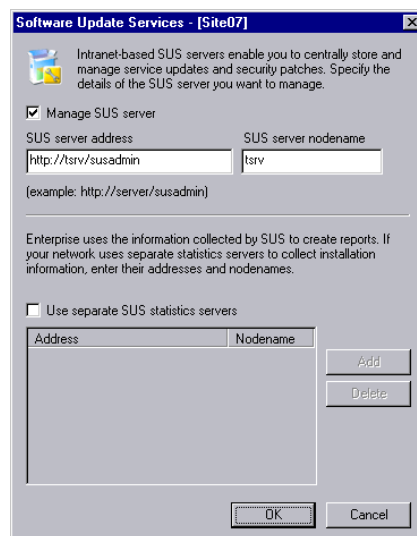 Software Update Services - [Site07]
Intranet-based SUS servers enable you to centrally store and
manage service updates and security patches. Specify the
details of the SUS server you want to manage.
Manage SUS server
SUS server address
SUS server nodename
http://tsrv/susadmin
tsrv
(example: http://server/susadmin)
Enterprise uses the information collected by SUS to create reports. If
your network uses separate statistics servers to collect installation
information, enter their addresses and nodenames.
Use separate SUS statistics servers
Address
Nodename
Add
Delete
OK
Cancel